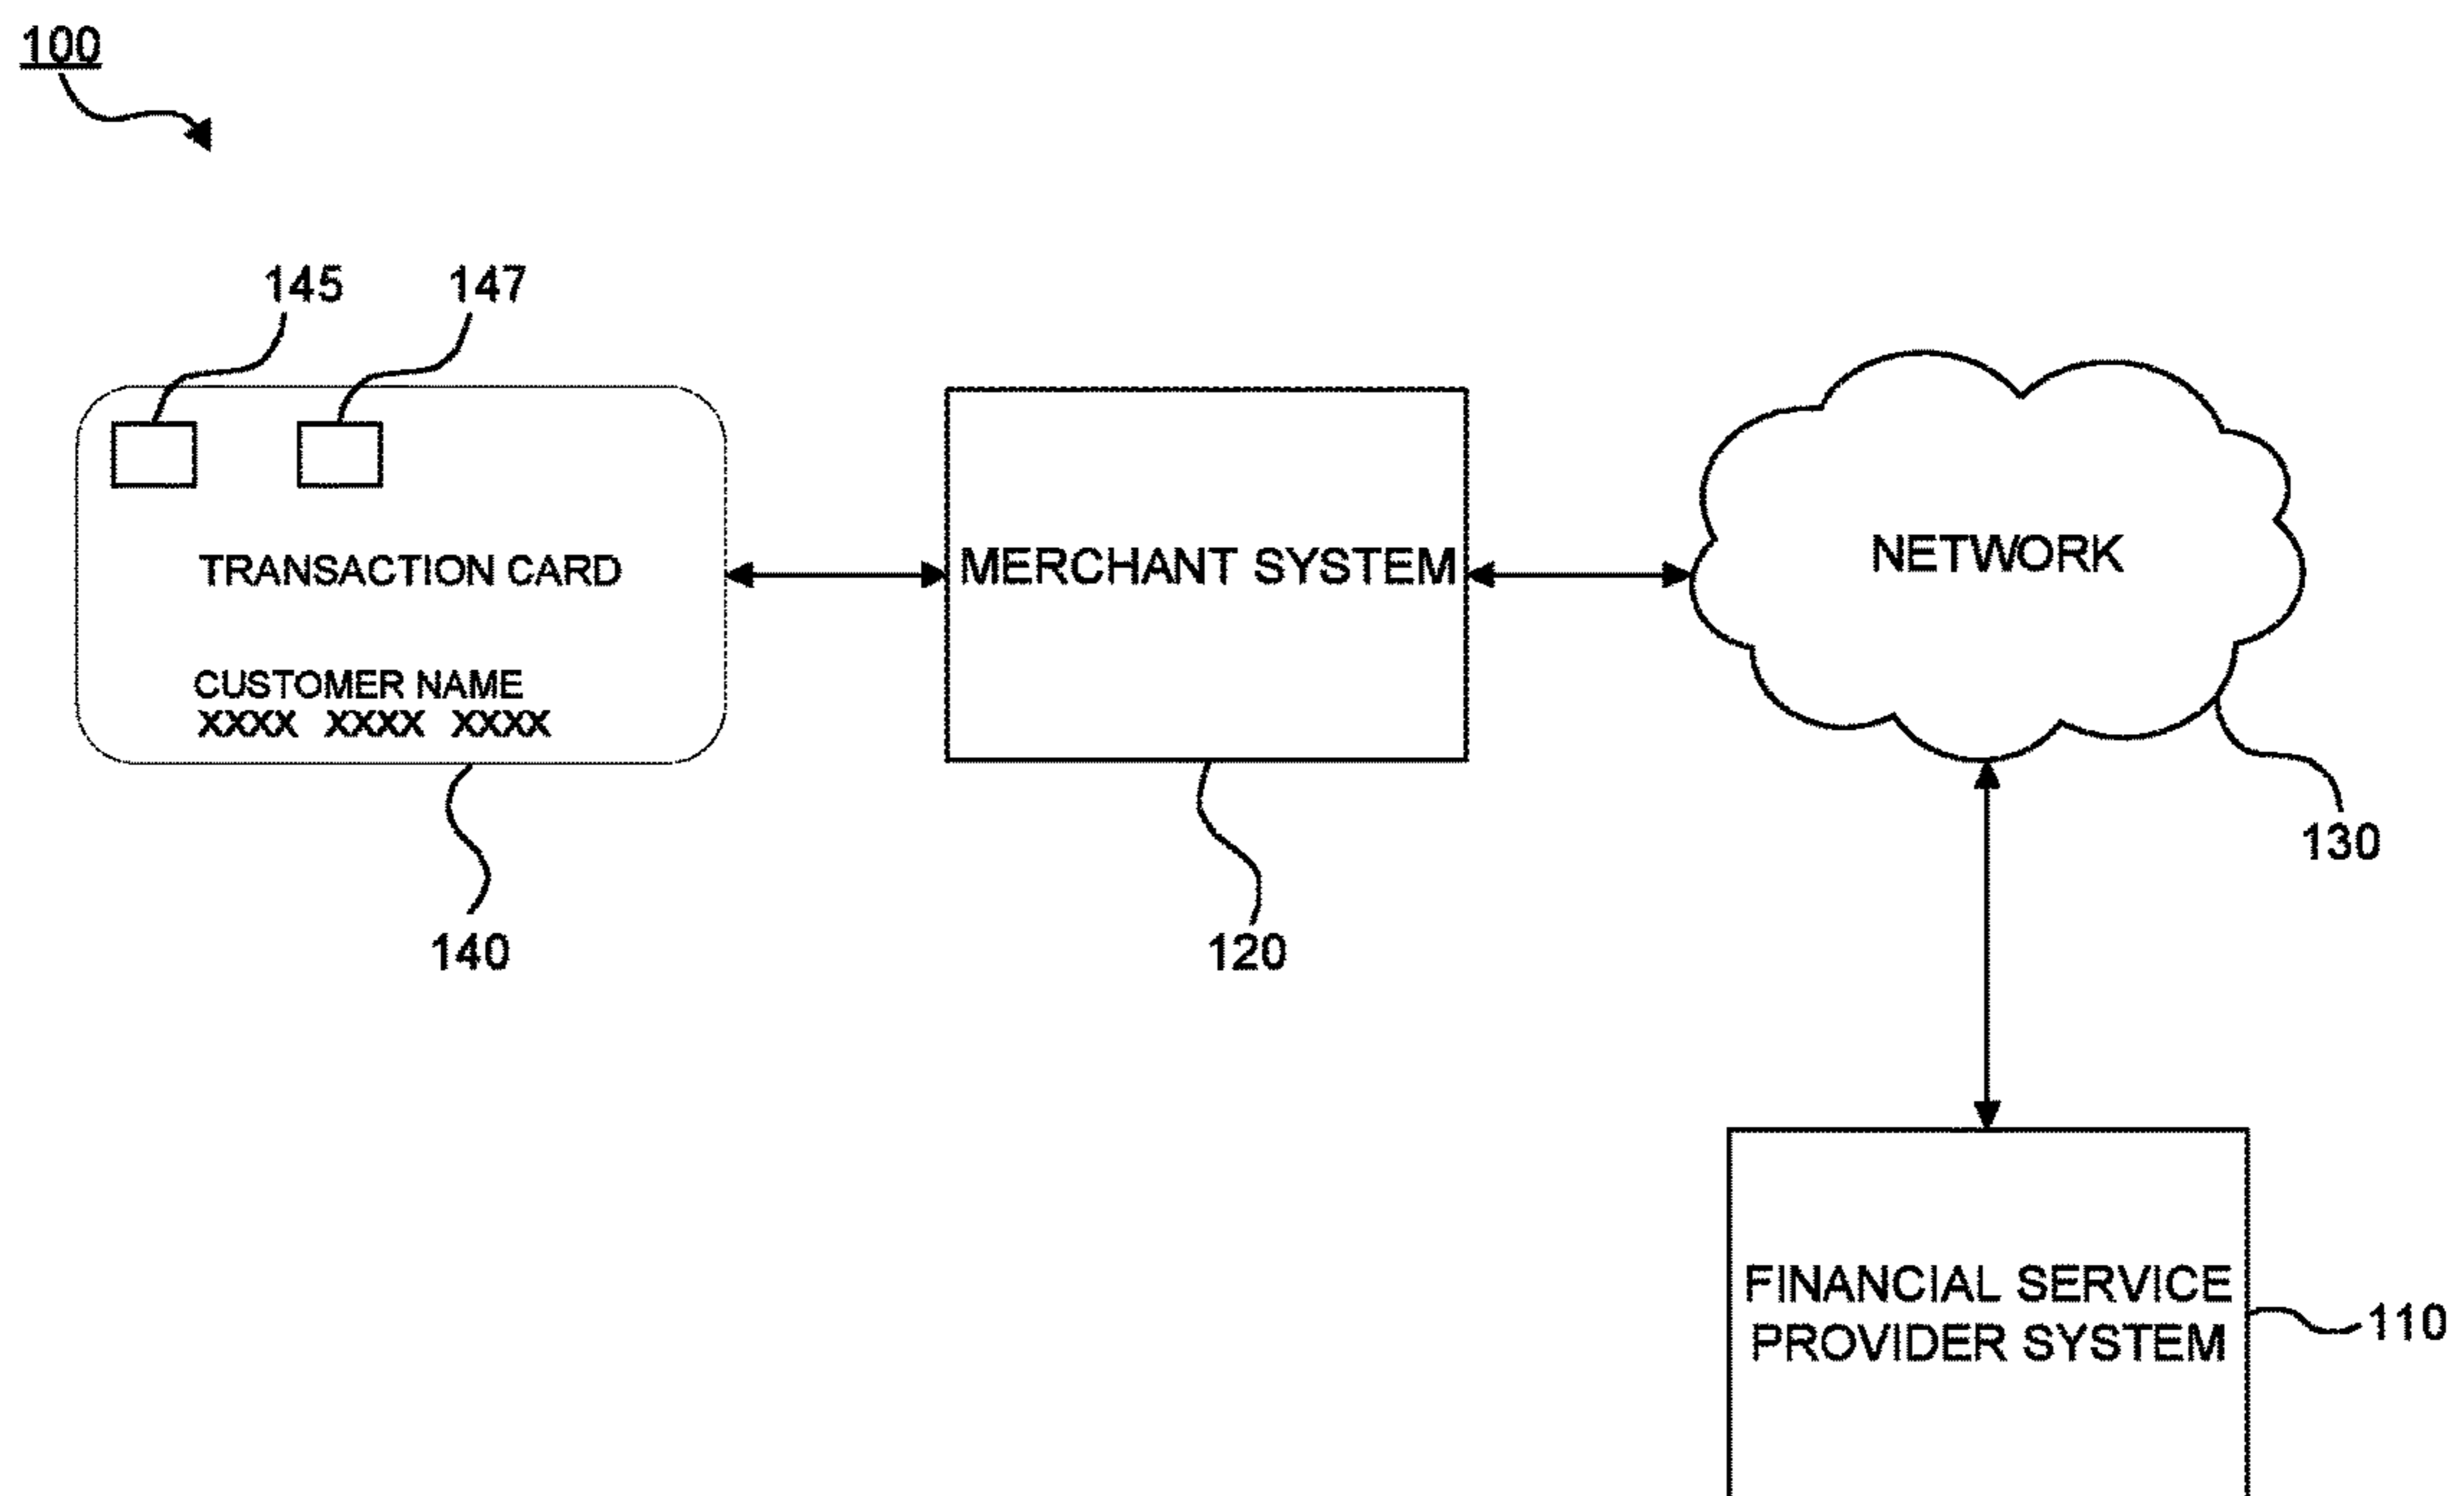 100
145
147
TRANSACTION CARD
CUSTOMER NAME
XXXX XXXX XXXX
140
MERCHANT SYSTEM
120
NETWORK
130
FINANCIAL SERVICE
PROVIDER SYSTEM
110